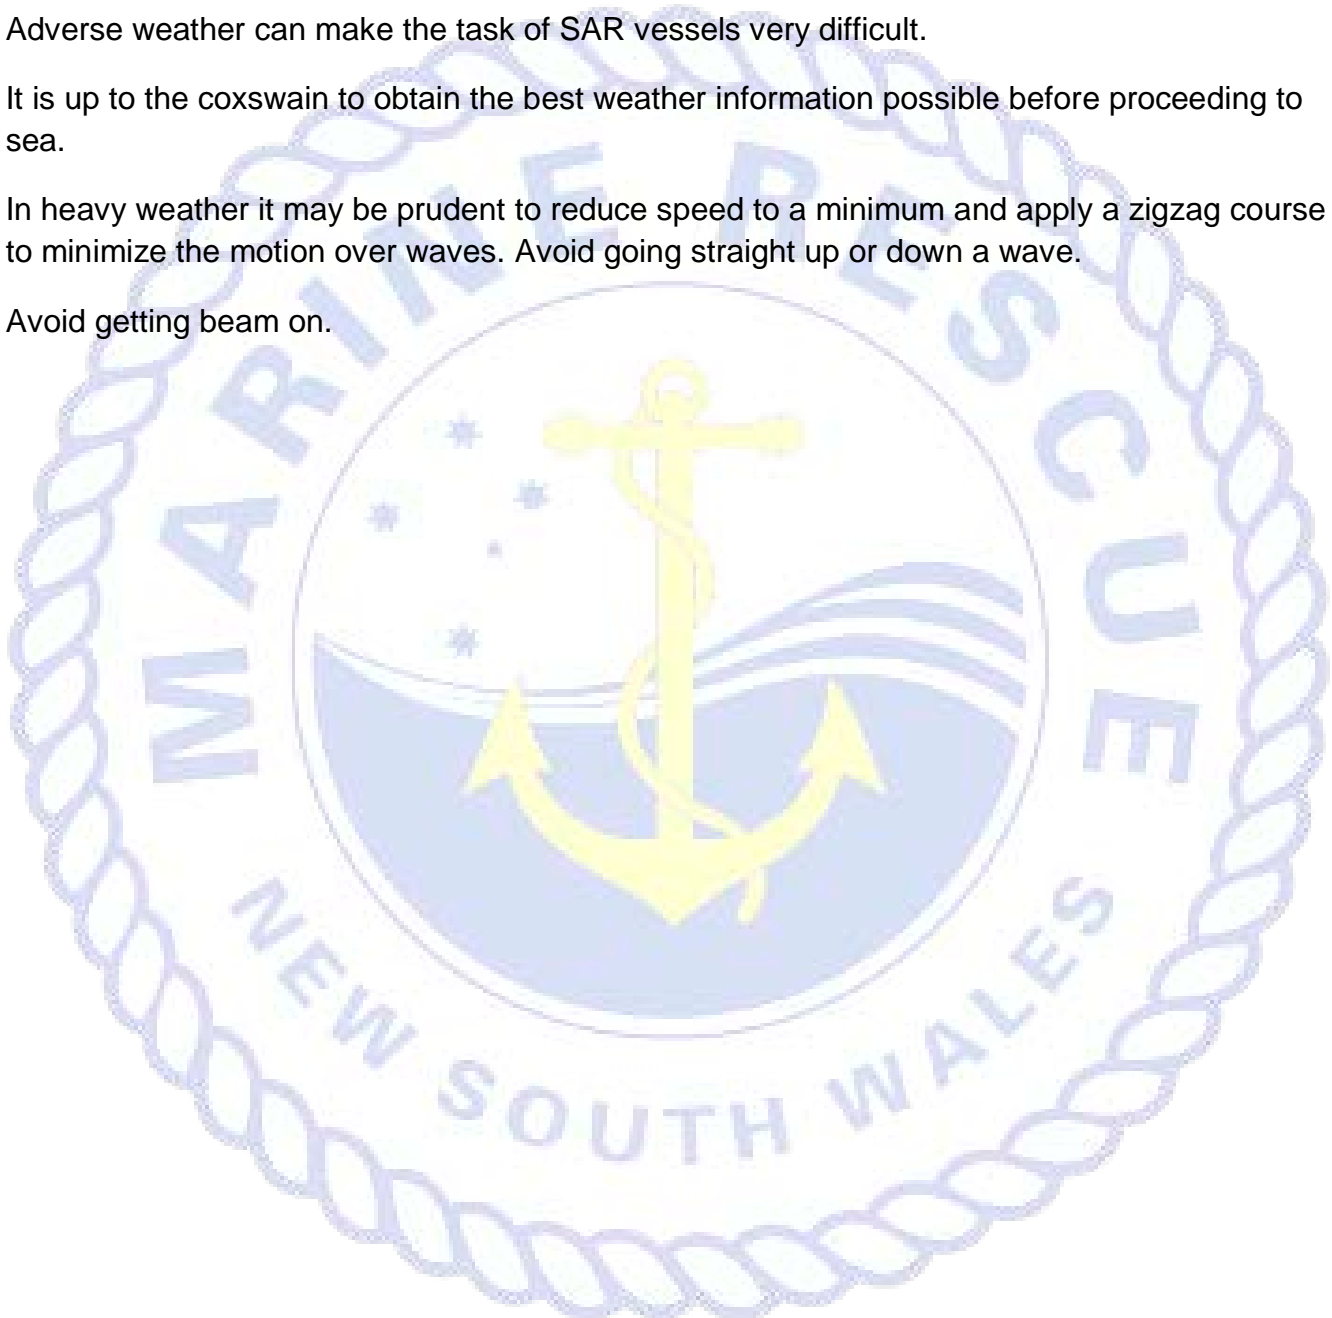 Adverse weather can make the task of SAR vessels very difficult.
It is up to the coxswain to obtain the best weather information possible before proceeding to
sea.
In heavy weather it may be prudent to reduce speed to a minimum and apply a zigzag course
to minimize the motion over waves. Avoid going straight up or down a wave.
Avoid getting beam on.
MARINE RESCUE
NEW SOUTH WALES